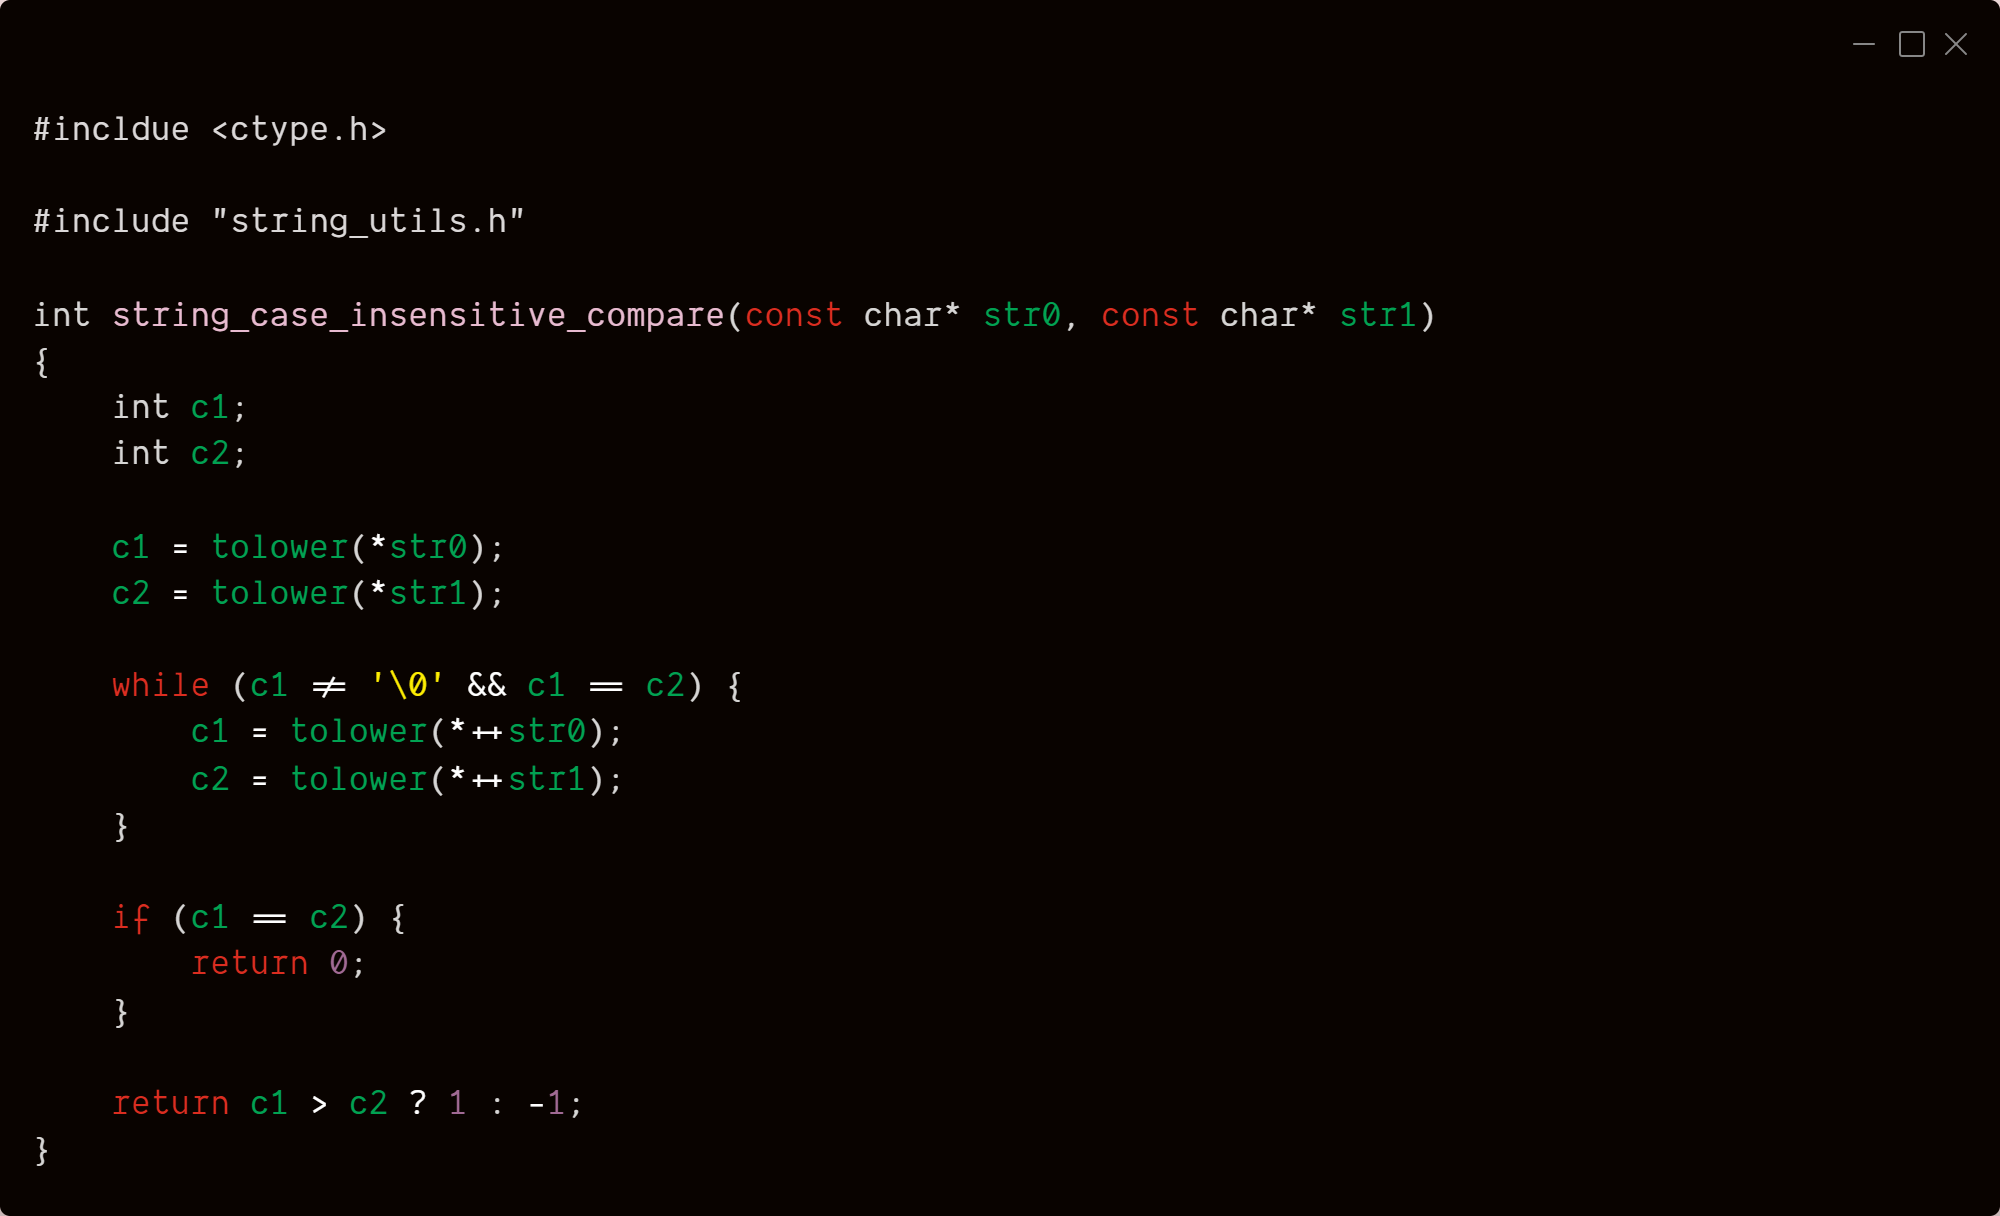 #incldue <ctype.h>
#include "string_utils.h"
int string_case_insensitive_compare(const char* str0, const char* str1)
{
    int c1;
    int c2;
    c1 = tolower(*str0);
    c2 = tolower(*str1);
    while (c1 != '\0' && c1 == c2) {
        c1 = tolower(*++str0);
        c2 = tolower(*++str1);
    }
    if (c1 == c2) {
        return 0;
    }
    return c1 > c2 ? 1 : -1;
}